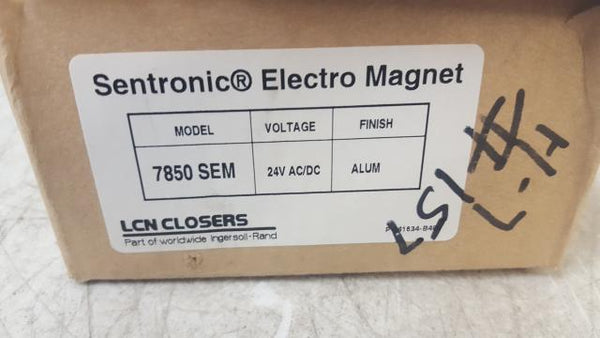 Sentronic® Electro Magnet
MODEL VOLTAGE FINISH
7850 SEM 24V AC/DC ALUM
LCN CLOSERS
Part of worldwide Ingersoll-Rand